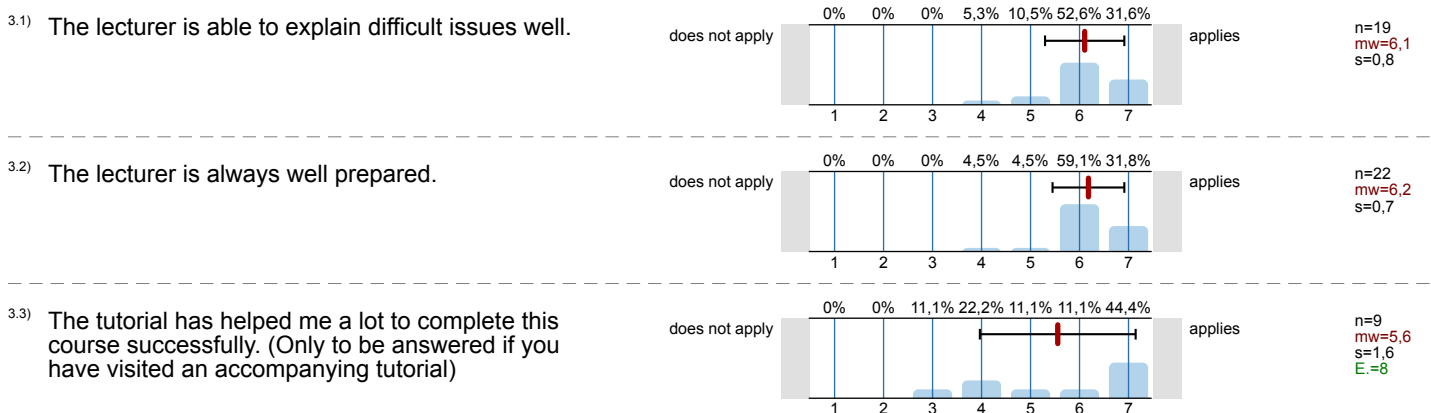 3.1) The lecturer is able to explain difficult issues well.
does not apply
0% 0% 0% 5,3% 10,5% 52,6% 31,6%
1 2 3 4 5 6 7
applies
n=19
mw=6,1
s=0,8
3.2) The lecturer is always well prepared.
does not apply
0% 0% 0% 4,5% 4,5% 59,1% 31,8%
1 2 3 4 5 6 7
applies
n=22
mw=6,2
s=0,7
3.3) The tutorial has helped me a lot to complete this
course successfully. (Only to be answered if you
have visited an accompanying tutorial)
does not apply
0% 0% 11,1% 22,2% 11,1% 11,1% 44,4%
1 2 3 4 5 6 7
applies
n=9
mw=5,6
s=1,6
E.=8